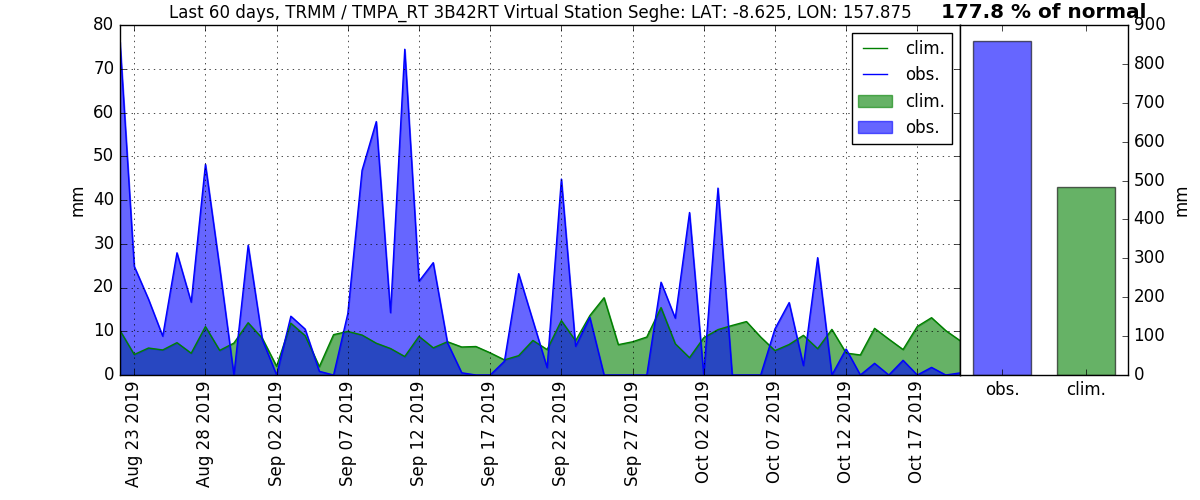 Last 60 days, TRMM / TMPA_RT 3B42RT Virtual Station Seghe: LAT: -8.625, LON: 157.875
177.8 % of normal
80
70
60
50
40
30
20
10
0
mm
clim.
obs.
clim.
obs.
Aug 23 2019
Aug 28 2019
Sep 02 2019
Sep 07 2019
Sep 12 2019
Sep 17 2019
Sep 22 2019
Sep 27 2019
Oct 02 2019
Oct 07 2019
Oct 12 2019
Oct 17 2019
900
800
700
600
500
400
300
200
100
0
mm
obs.
clim.